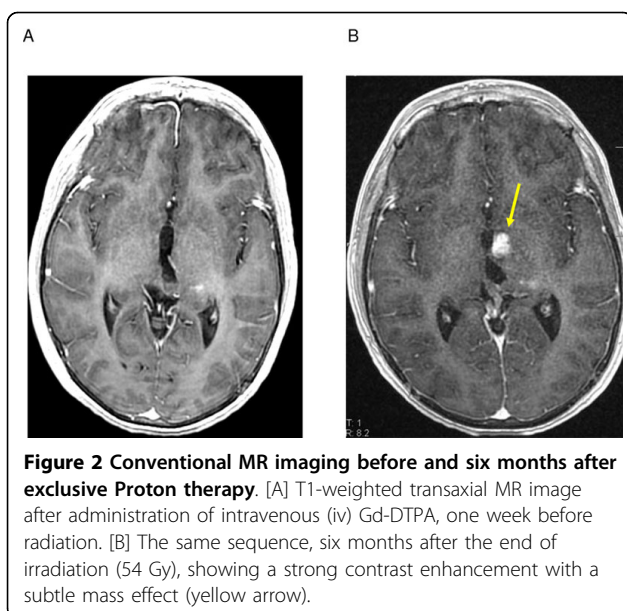 A
B
T: 1
R: 8.2
Figure 2 Conventional MR imaging before and six months after
exclusive Proton therapy. [A] T1-weighted transaxial MR image
after administration of intravenous (iv) Gd-DTPA, one week before
radiation. [B] The same sequence, six months after the end of
irradiation (54 Gy), showing a strong contrast enhancement with a
subtle mass effect (yellow arrow).